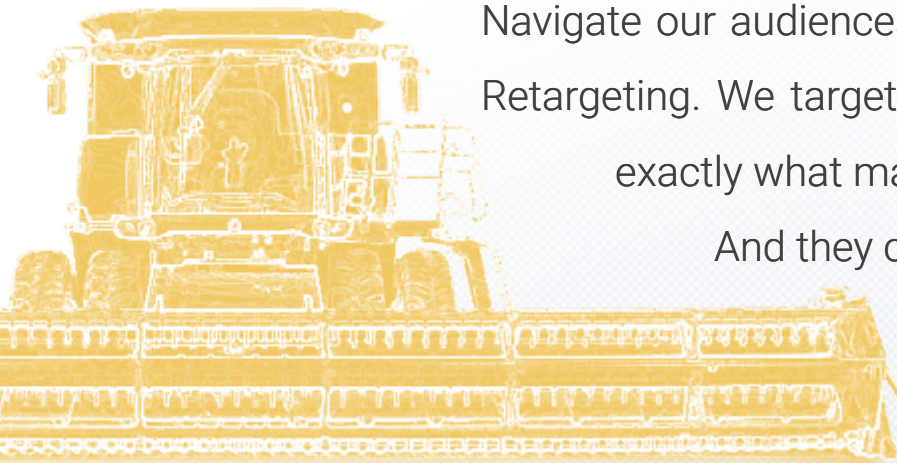 Navigate our audience
Retargeting. We target
exactly what
And they